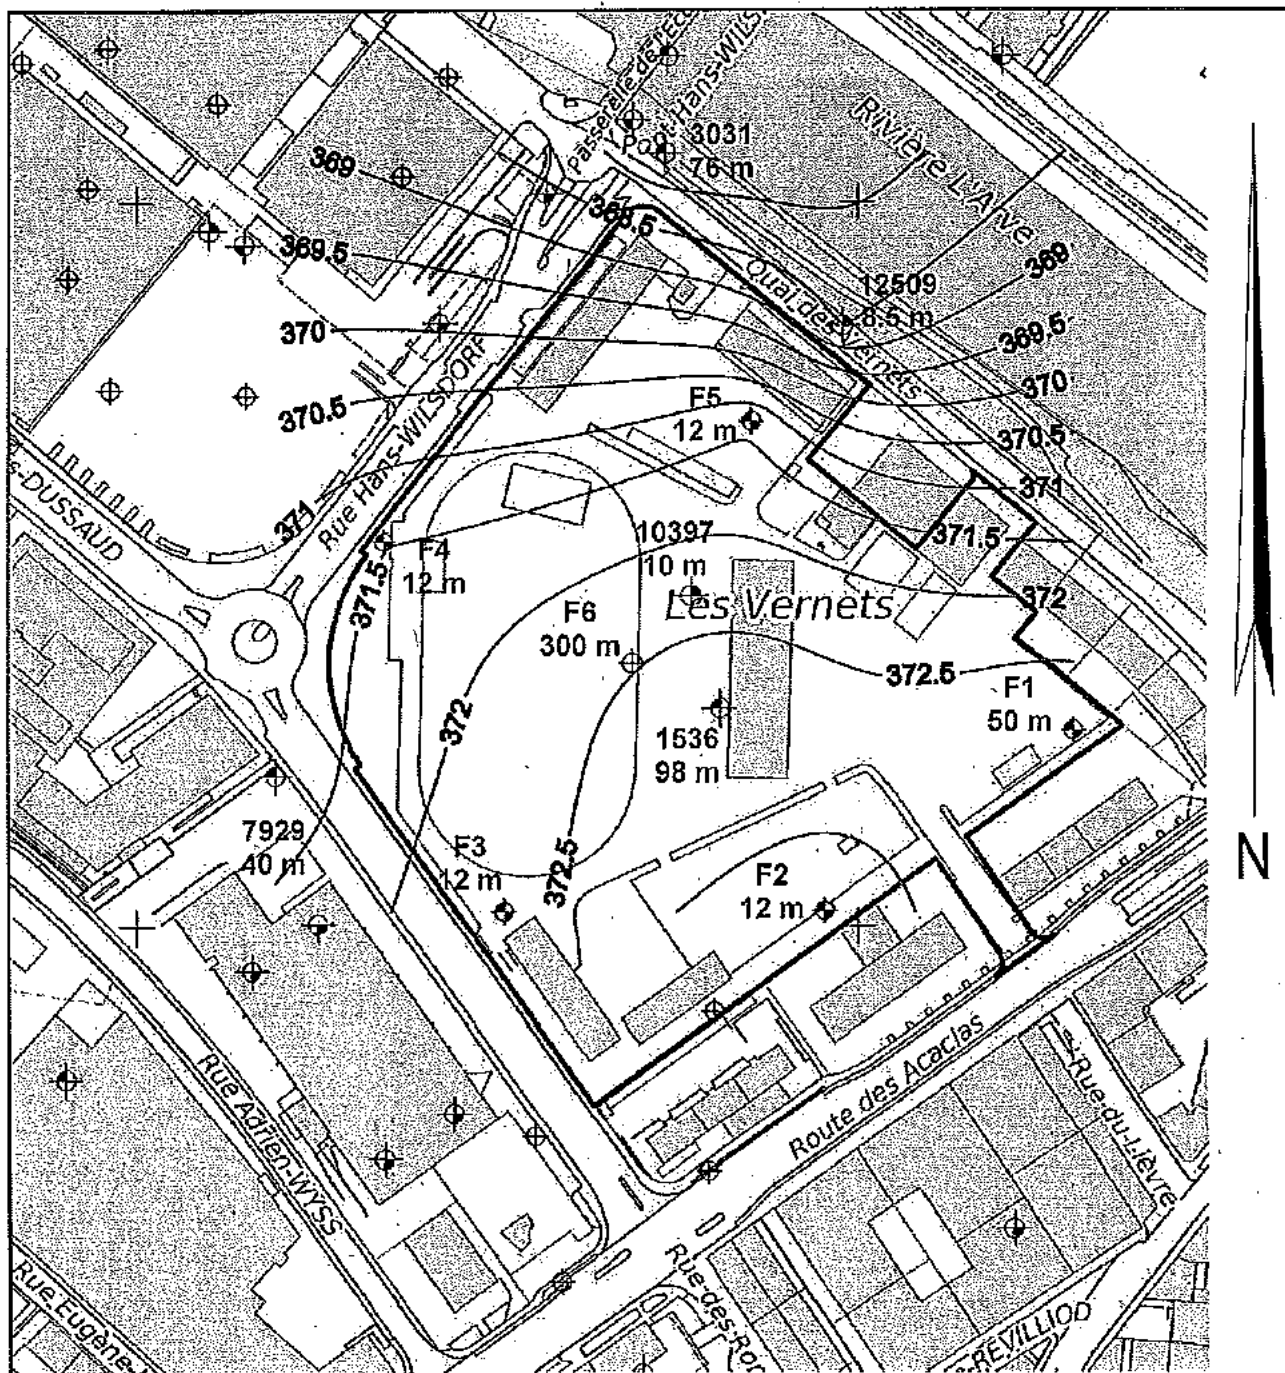 Passerelle de l'Éco
Pont Hans-WILS
3031
76 m
RIVIÈRE L'Arve
369
368.5
369.5
Quai des Vernets
12509
8.5 m
369
369.5
370
370
370.5
F5
12 m
370.5
371
371
Rue Hans-WILSDORF
s-DUSSAUD
371.5
F4
12 m
10397
10 m
371.5
372
Les Vernets
F6
300 m
372.5
F1
50 m
372
1536
98 m
7929
40 m
F3
12 m
372.5
F2
12 m
N
Rue Adrien-WYSS
Route des Acacias
Rue-du-Lièvre
Rue-des-Ron
Rue Eugène-
S-REVILLIOD